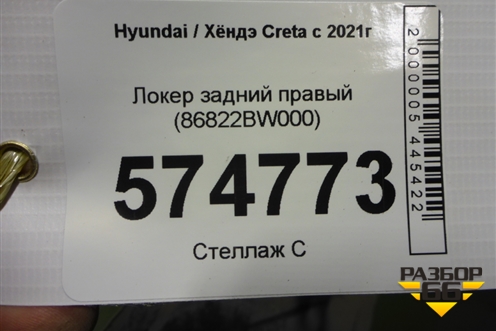 Hyundai / Хёндэ Creta с 2021г
Локер задний правый
(86822BW000)
574773
Стеллаж С
2000005445422
РАЗБОР
66